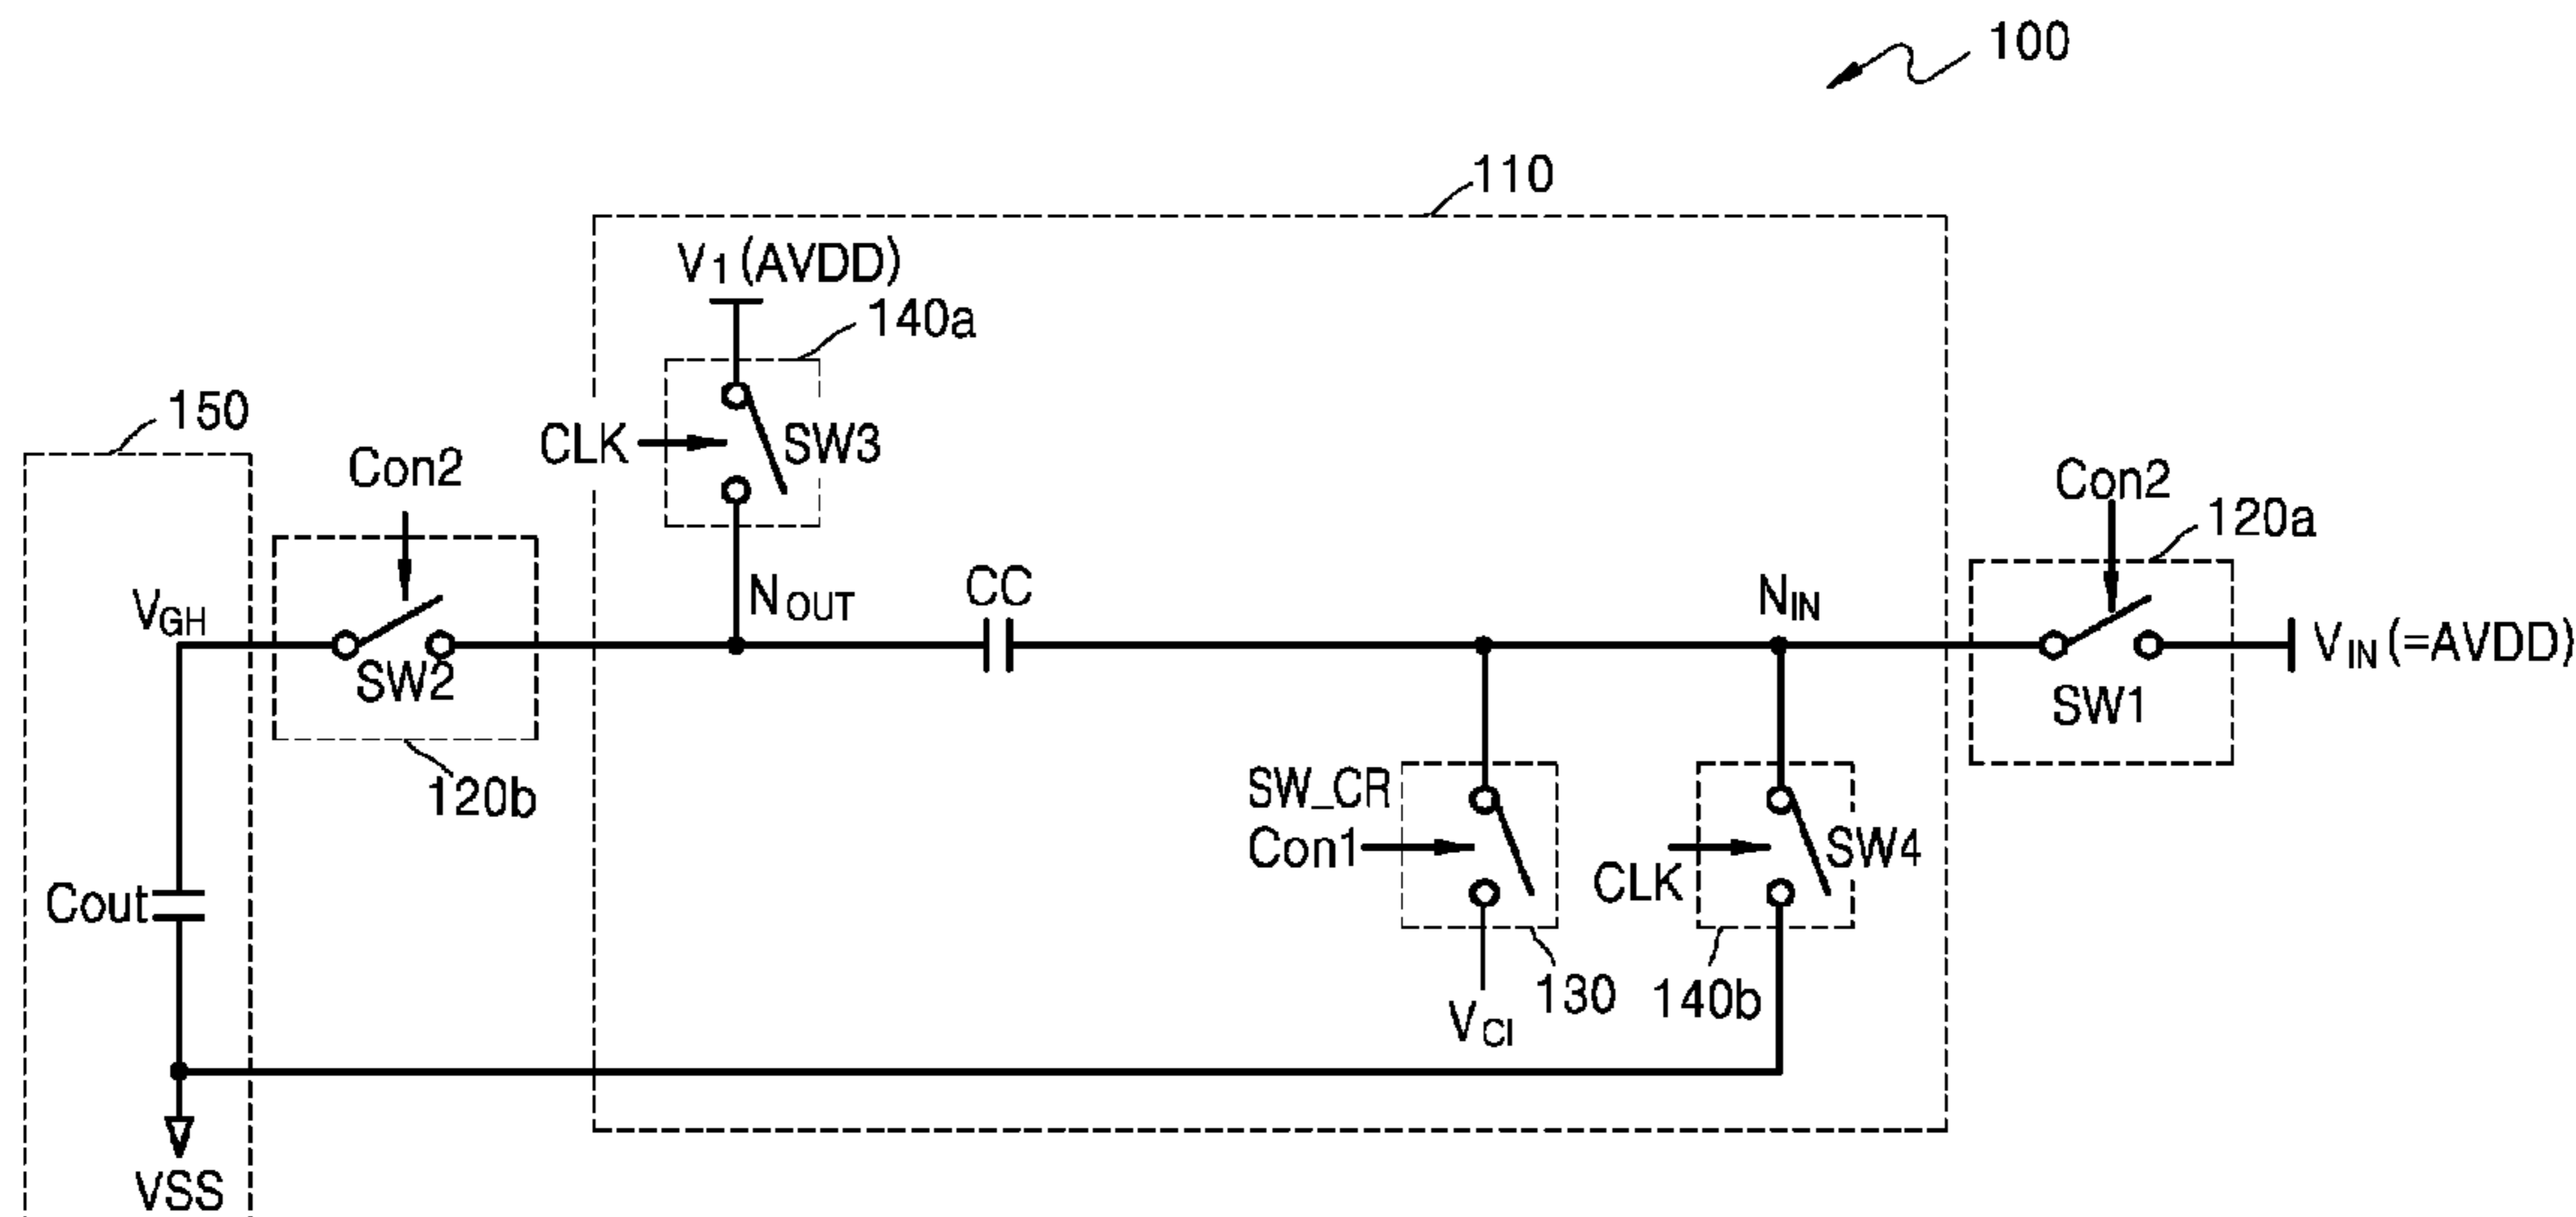 100
110
V1 (AVDD)
140a
150
CLK
SW3
Con2
Con2
120a
VGH
NOUT
CC
NIN
VIN (=AVDD)
SW2
SW1
120b
SW_CR
Con1
SW4
CLK
Cout
130
140b
VCI
VSS